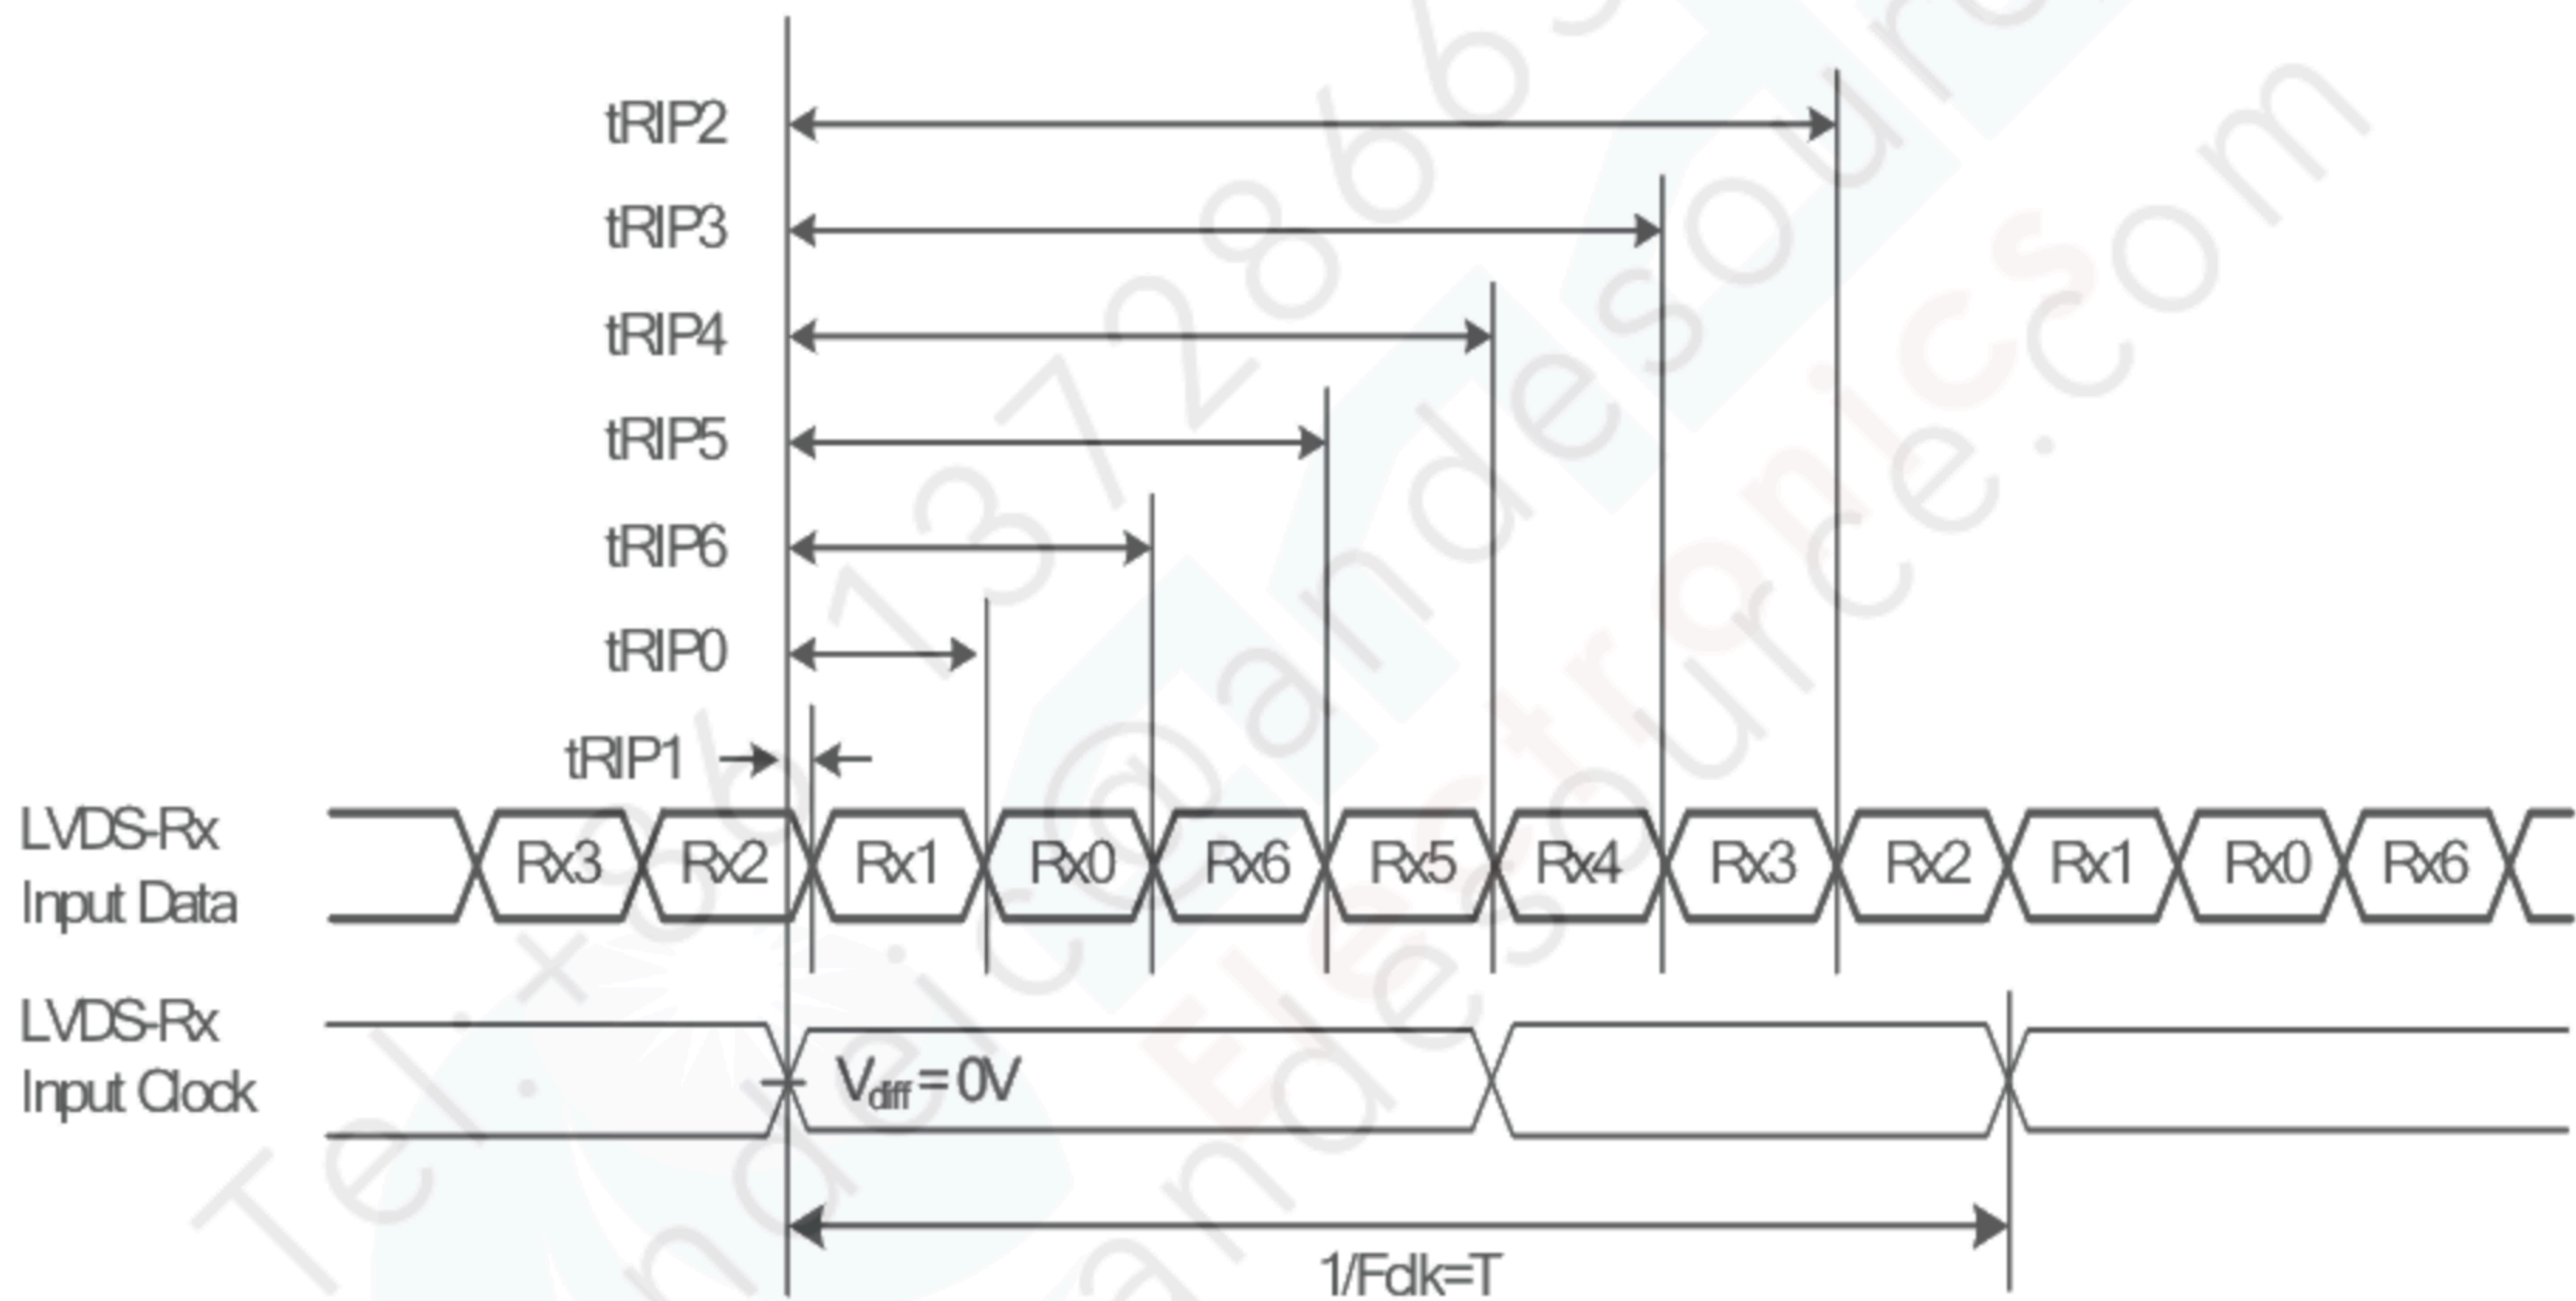 tRIP2
tRIP3
tRIP4
tRIP5
tRIP6
tRIP0
tRIP1
LVDS-Rx
Input Data
Rx3 Rx2 Rx1 Rx0 Rx6 Rx5 Rx4 Rx3 Rx2 Rx1 Rx0 Rx6
LVDS-Rx
Input Clock
Vdiff = 0V
1/Fclk=T
Electronics